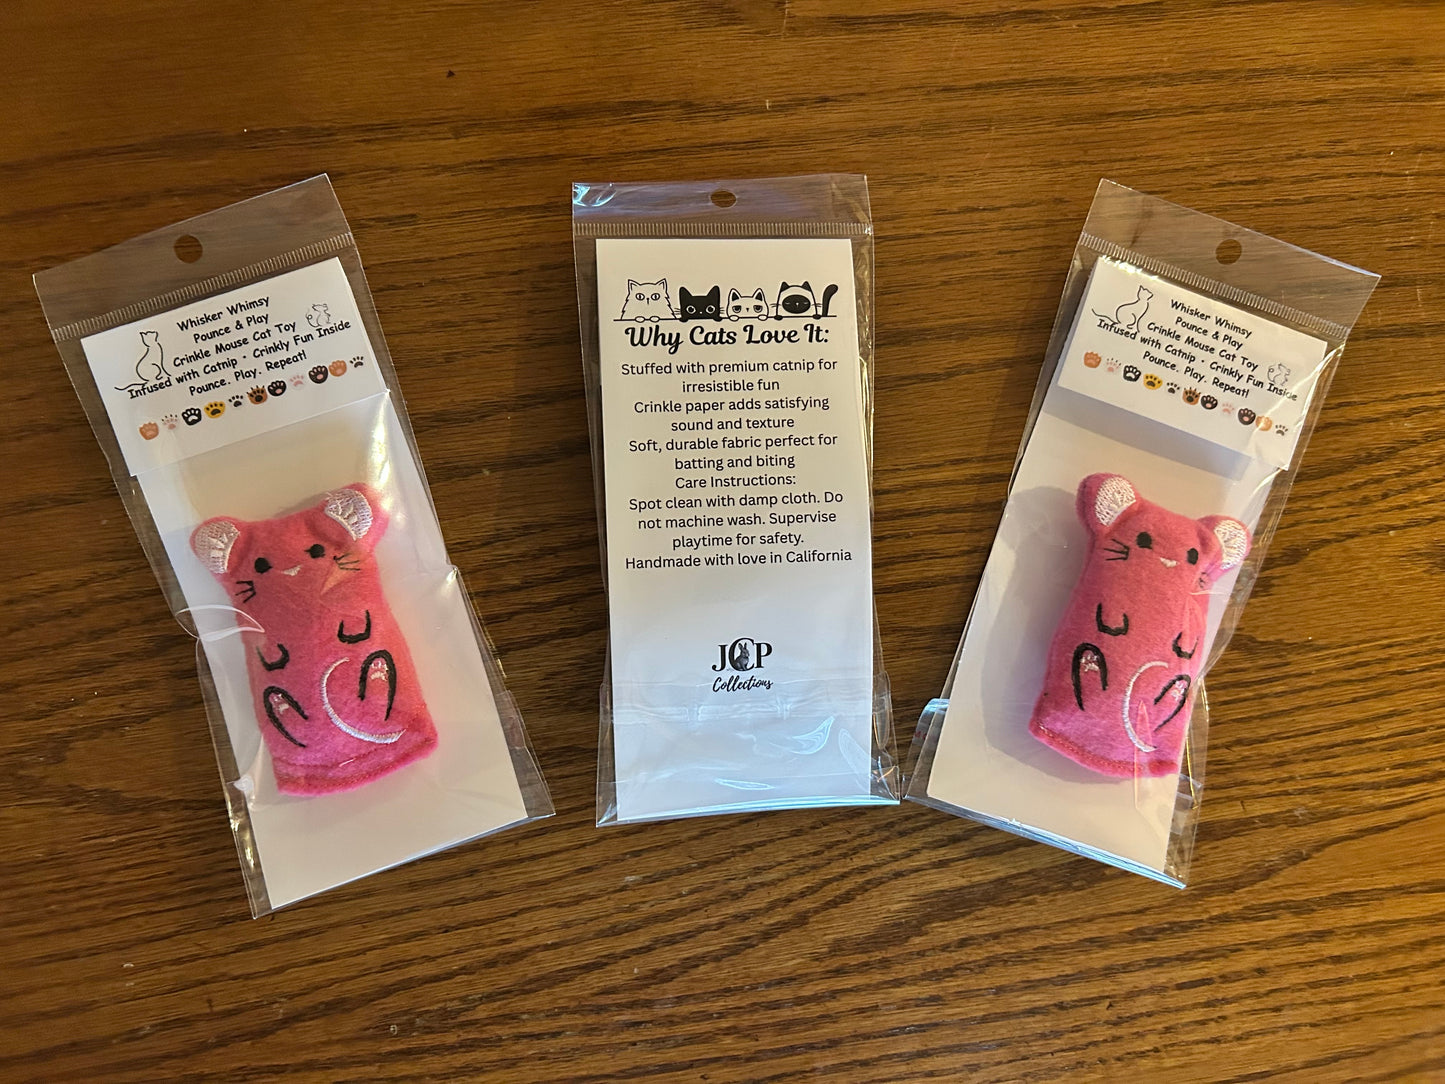 Whisker Whimsy
Pounce & Play
Crinkle Mouse Cat Toy
Infused with Catnip - Crinkly Fun Inside
Pounce. Play. Repeat!
Why Cats Love It:
Stuffed with premium catnip for
irresistible fun
Crinkle paper adds satisfying
sound and texture
Soft, durable fabric perfect for
batting and biting
Care Instructions:
Spot clean with damp cloth. Do
not machine wash. Supervise
playtime for safety.
Handmade with love in California
JCP
Collections
Whisker Whimsy
Pounce & Play
Crinkle Mouse Cat Toy
Infused with Catnip - Crinkly Fun Inside
Pounce. Play. Repeat!